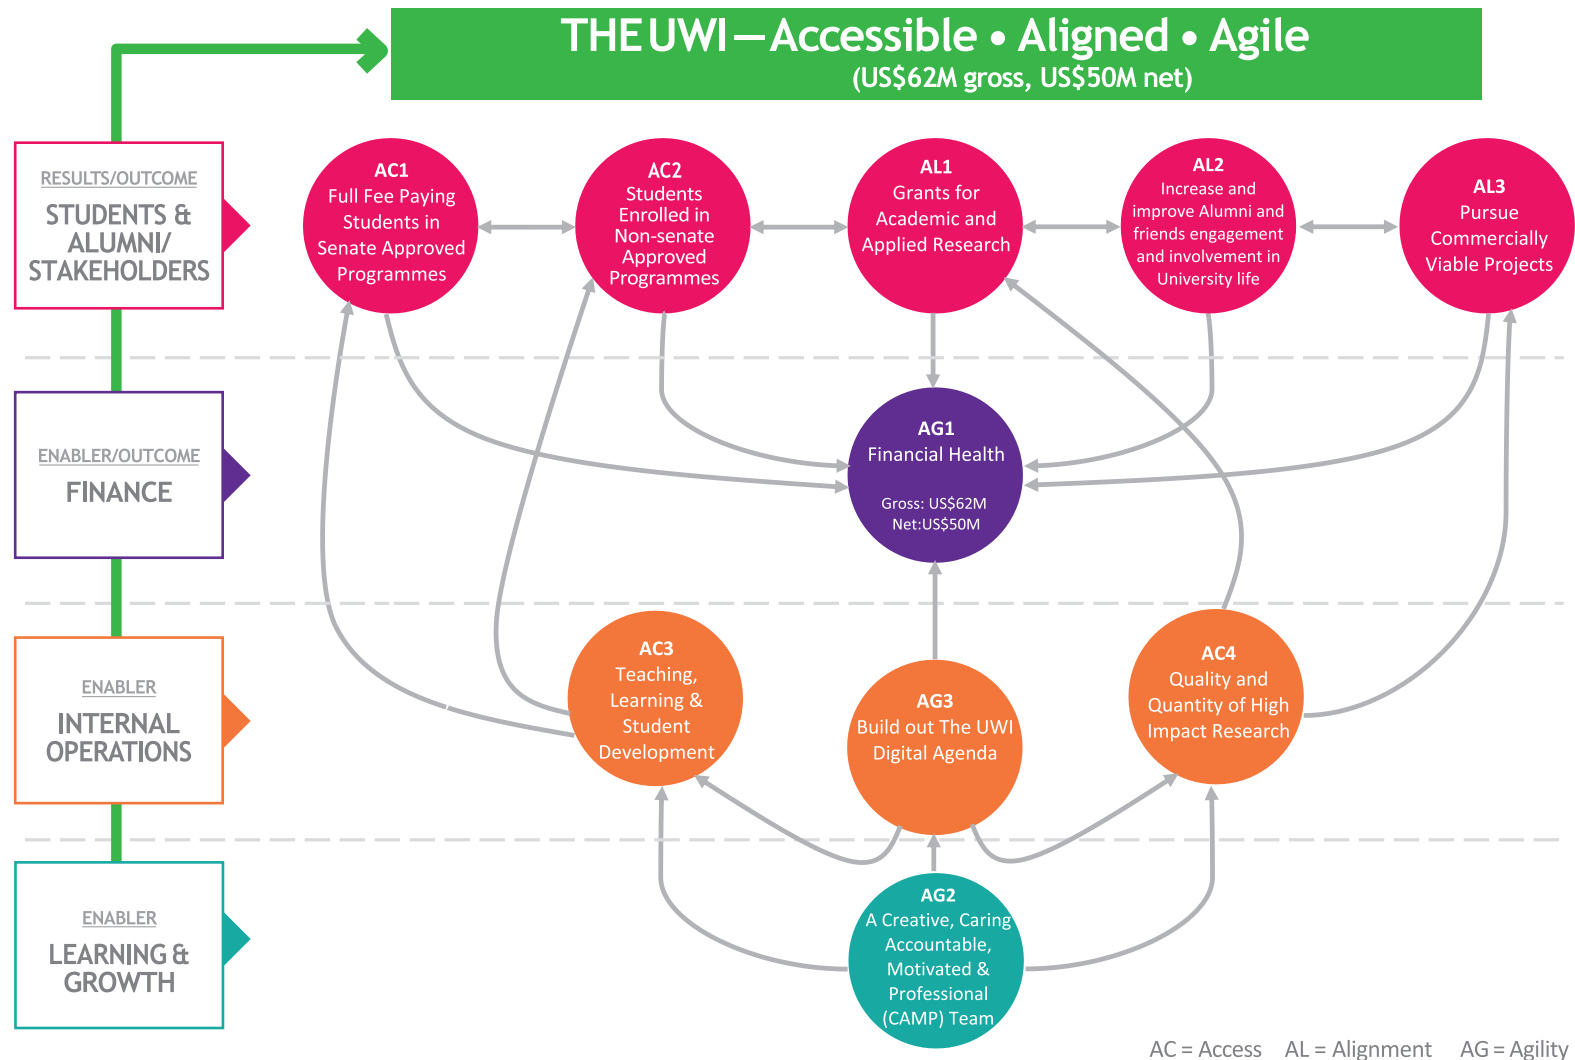 THE UWI—Accessible • Aligned • Agile
(US$62M gross, US$50M net)
RESULTS/OUTCOME
STUDENTS &
ALUMNI/
STAKEHOLDERS
AC1
Full Fee Paying
Students in
Senate Approved
Programmes
AC2
Students
Enrolled in
Non-senate
Approved
Programmes
AL1
Grants for
Academic and
Applied Research
AL2
Increase and
improve Alumni and
friends engagement
and involvement in
University life
AL3
Pursue
Commercially
Viable Projects
ENABLER/OUTCOME
FINANCE
AG1
Financial Health
Gross: US$62M
Net:US$50M
ENABLER
INTERNAL
OPERATIONS
AC3
Teaching,
Learning &
Student
Development
AG3
Build out The UWI
Digital Agenda
AC4
Quality and
Quantity of High
Impact Research
ENABLER
LEARNING &
GROWTH
AG2
A Creative, Caring
Accountable,
Motivated &
Professional
(CAMP) Team
AC = Access AL = Alignment AG = Agility